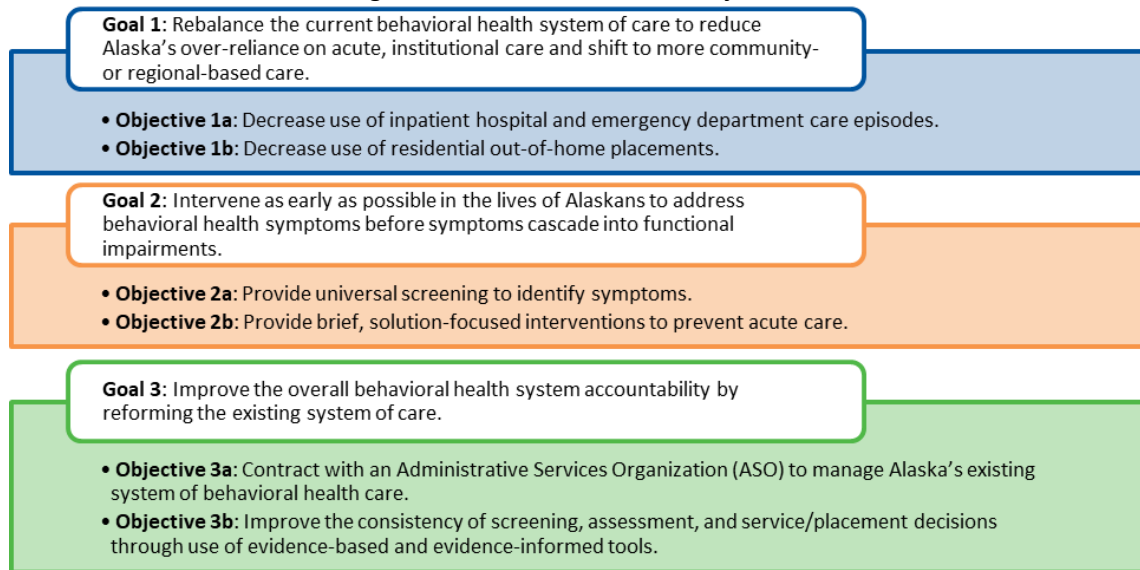 Goal 1: Rebalance the current behavioral health system of care to reduce
Alaska's over-reliance on acute, institutional care and shift to more community-
or regional-based care.
• Objective 1a: Decrease use of inpatient hospital and emergency department care episodes.
• Objective 1b: Decrease use of residential out-of-home placements.
Goal 2: Intervene as early as possible in the lives of Alaskans to address
behavioral health symptoms before symptoms cascade into functional
impairments.
• Objective 2a: Provide universal screening to identify symptoms.
• Objective 2b: Provide brief, solution-focused interventions to prevent acute care.
Goal 3: Improve the overall behavioral health system accountability by
reforming the existing system of care.
• Objective 3a: Contract with an Administrative Services Organization (ASO) to manage Alaska's existing
system of behavioral health care.
• Objective 3b: Improve the consistency of screening, assessment, and service/placement decisions
through use of evidence-based and evidence-informed tools.